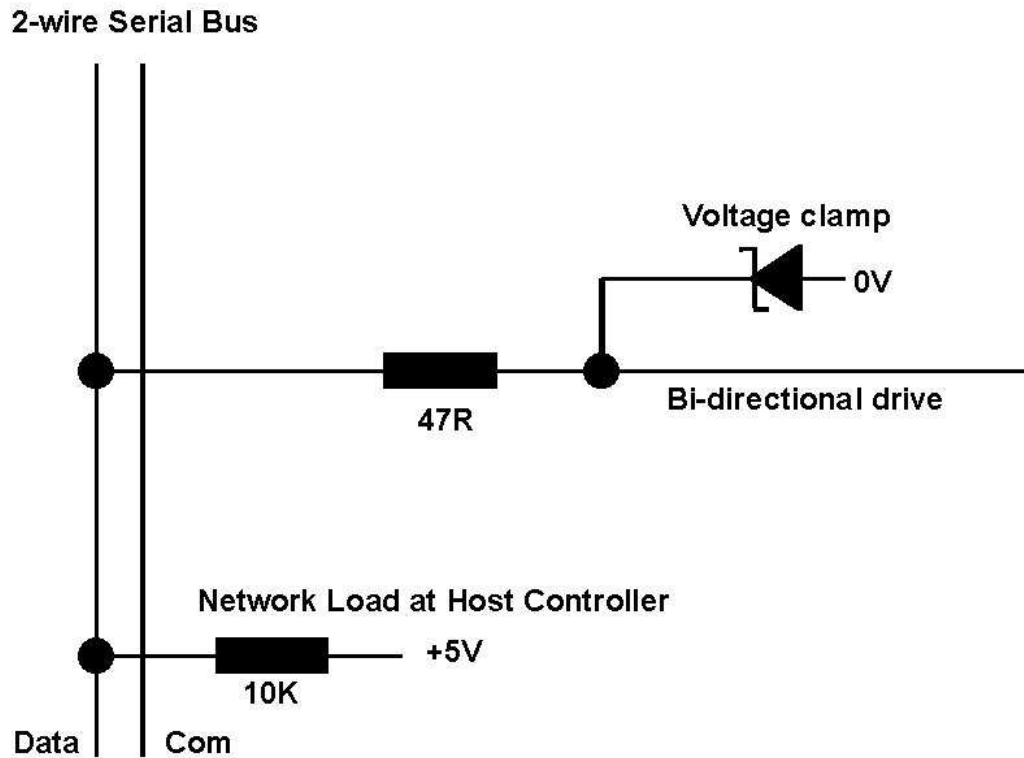 2-wire Serial Bus
Voltage clamp
0V
47R
Bi-directional drive
Network Load at Host Controller
+5V
10K
Data
Com